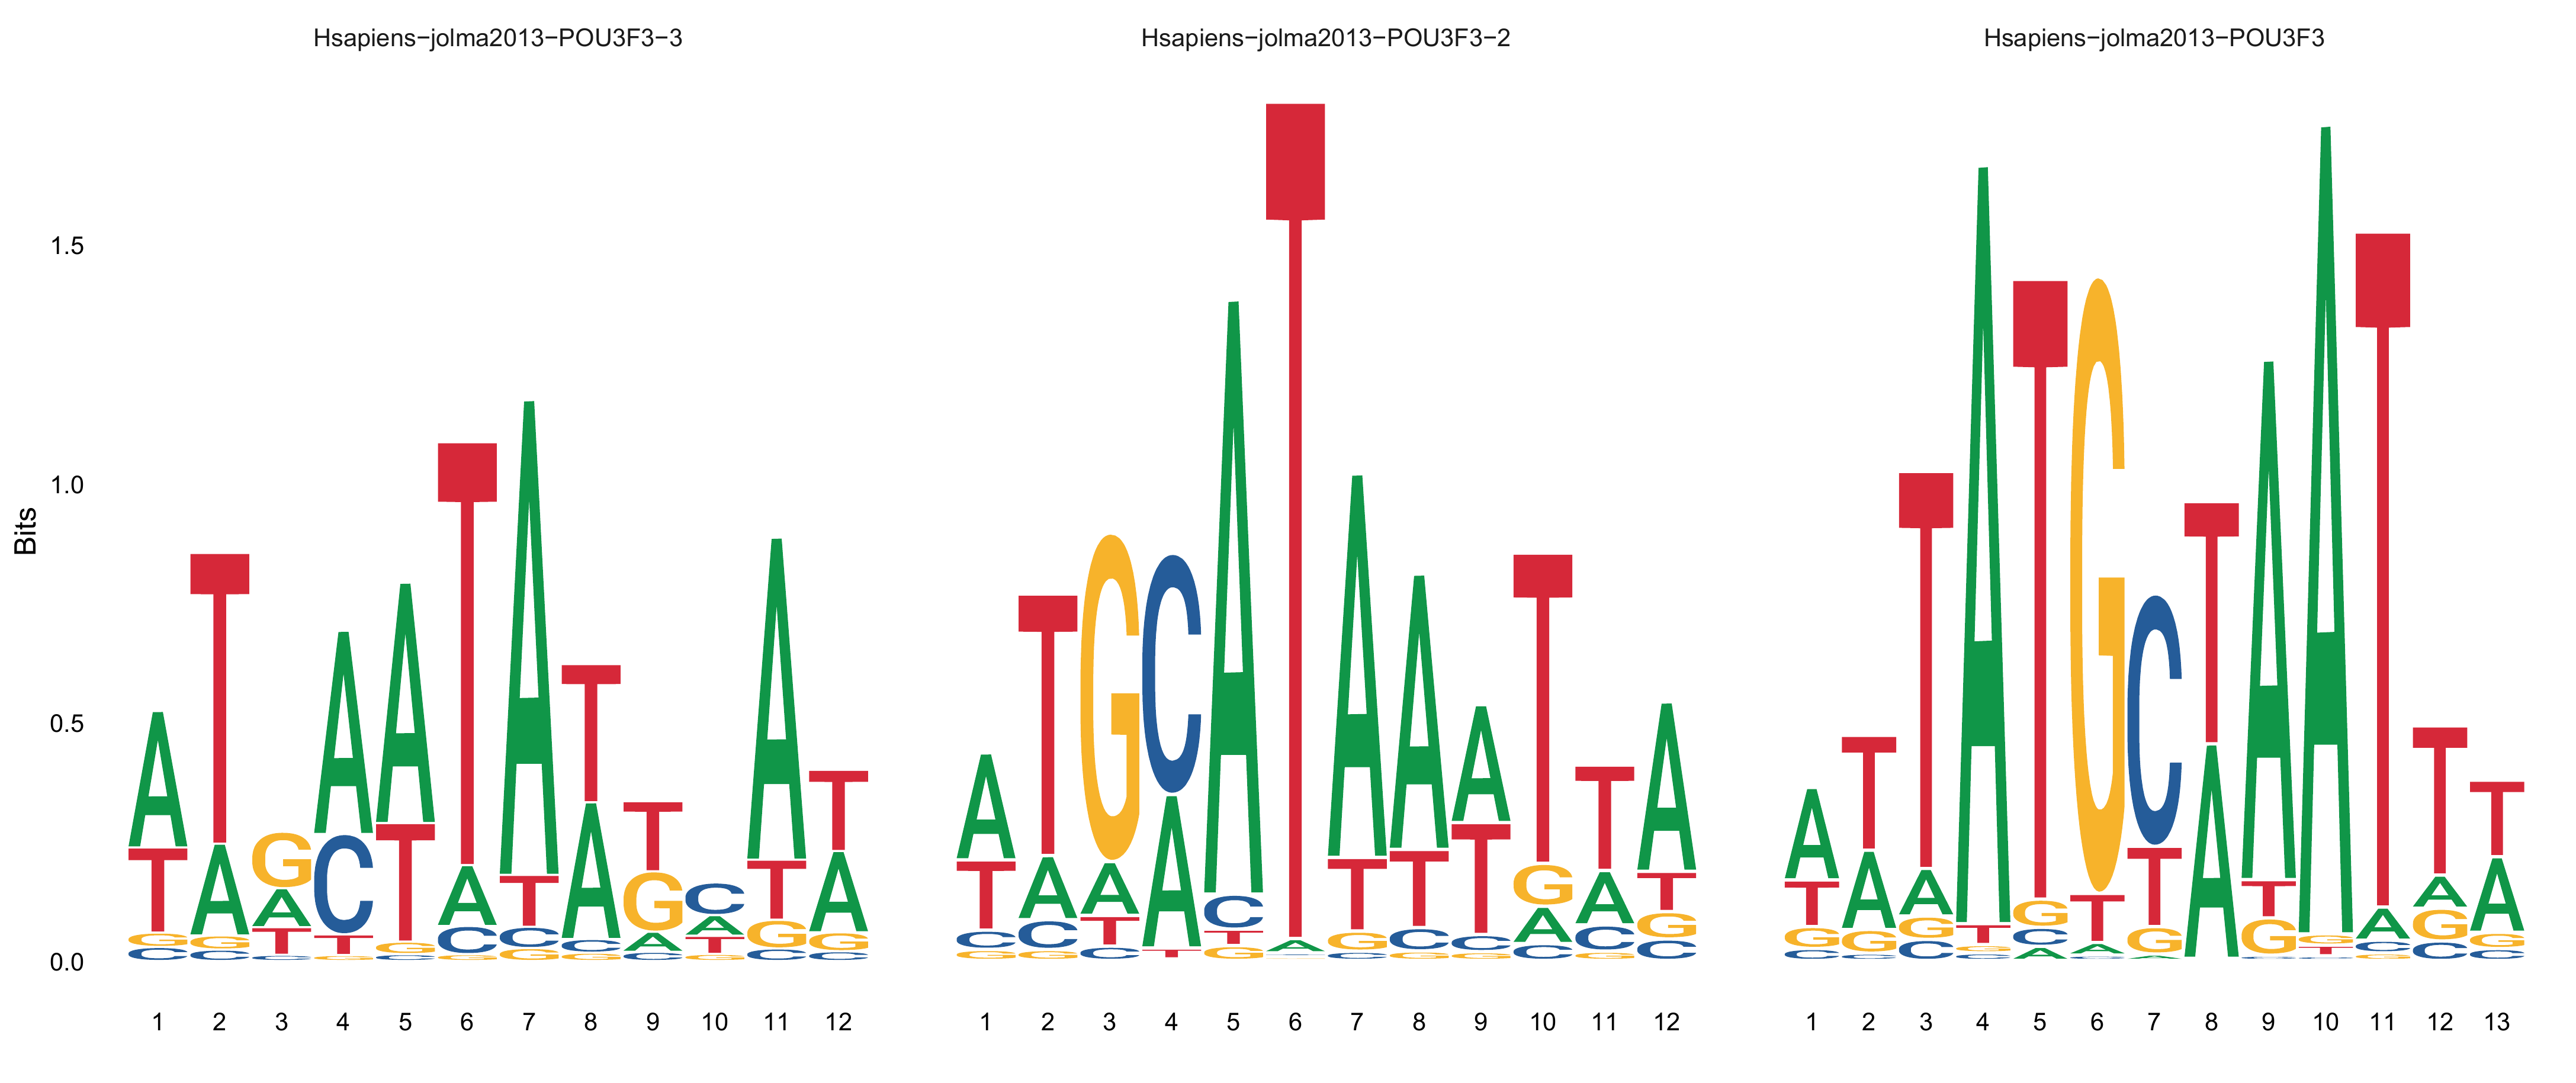 Hsapiens−jolma2013−POU3F3−3 Hsapiens−jolma2013−POU3F3−2 Hsapiens−jolma2013−POU3F3
Bits
1.5
1.0
0.5
0.0
1 2 3 4 5 6 7 8 9 10 11 12 1 2 3 4 5 6 7 8 9 10 11 12 1 2 3 4 5 6 7 8 9 10 11 12 13